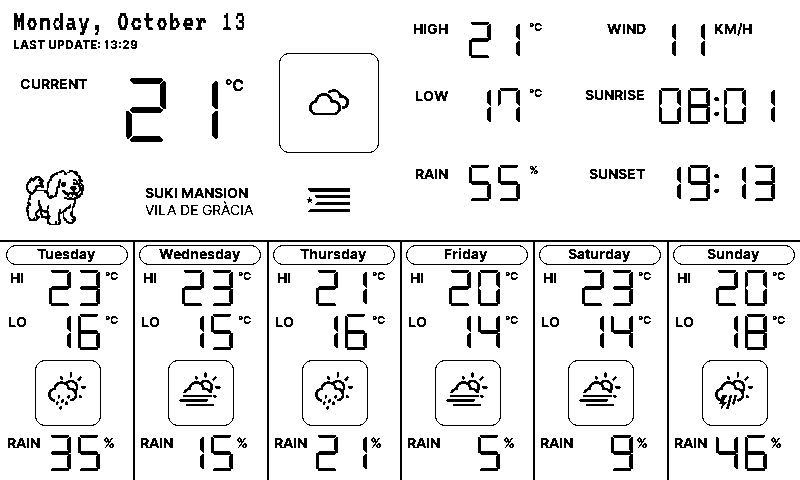 Monday, October 13
LAST UPDATE: 13:29
CURRENT 21 °C
HIGH 21 °C
WIND 11 KM/H
LOW 17 °C
SUNRISE 08:01
RAIN 55 %
SUNSET 19:13
SUKI MANSION
VILA DE GRÀCIA
Tuesday
HI 23 °C
LO 16 °C
RAIN 35 %
Wednesday
HI 23 °C
LO 15 °C
RAIN 15 %
Thursday
HI 21 °C
LO 16 °C
RAIN 21 %
Friday
HI 20 °C
LO 14 °C
RAIN 5 %
Saturday
HI 23 °C
LO 14 °C
RAIN 9 %
Sunday
HI 20 °C
LO 18 °C
RAIN 46 %